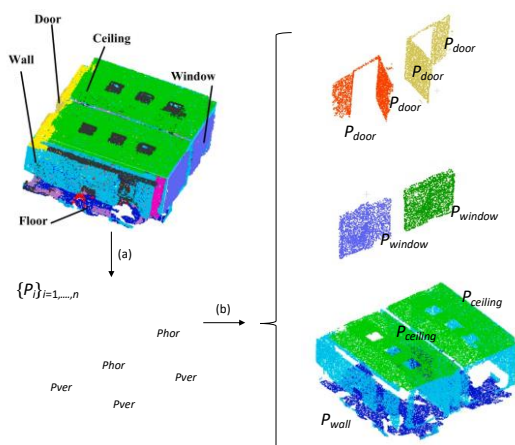 Door
Ceiling
Wall
Window
Floor
(a)
{Pi}i=1,....,n
(b)
Phor
Phor
Pver
Pver
Pver
Pdoor
Pdoor
Pdoor
Pdoor
Pwindow
Pwindow
Pceiling
Pceiling
Pwall